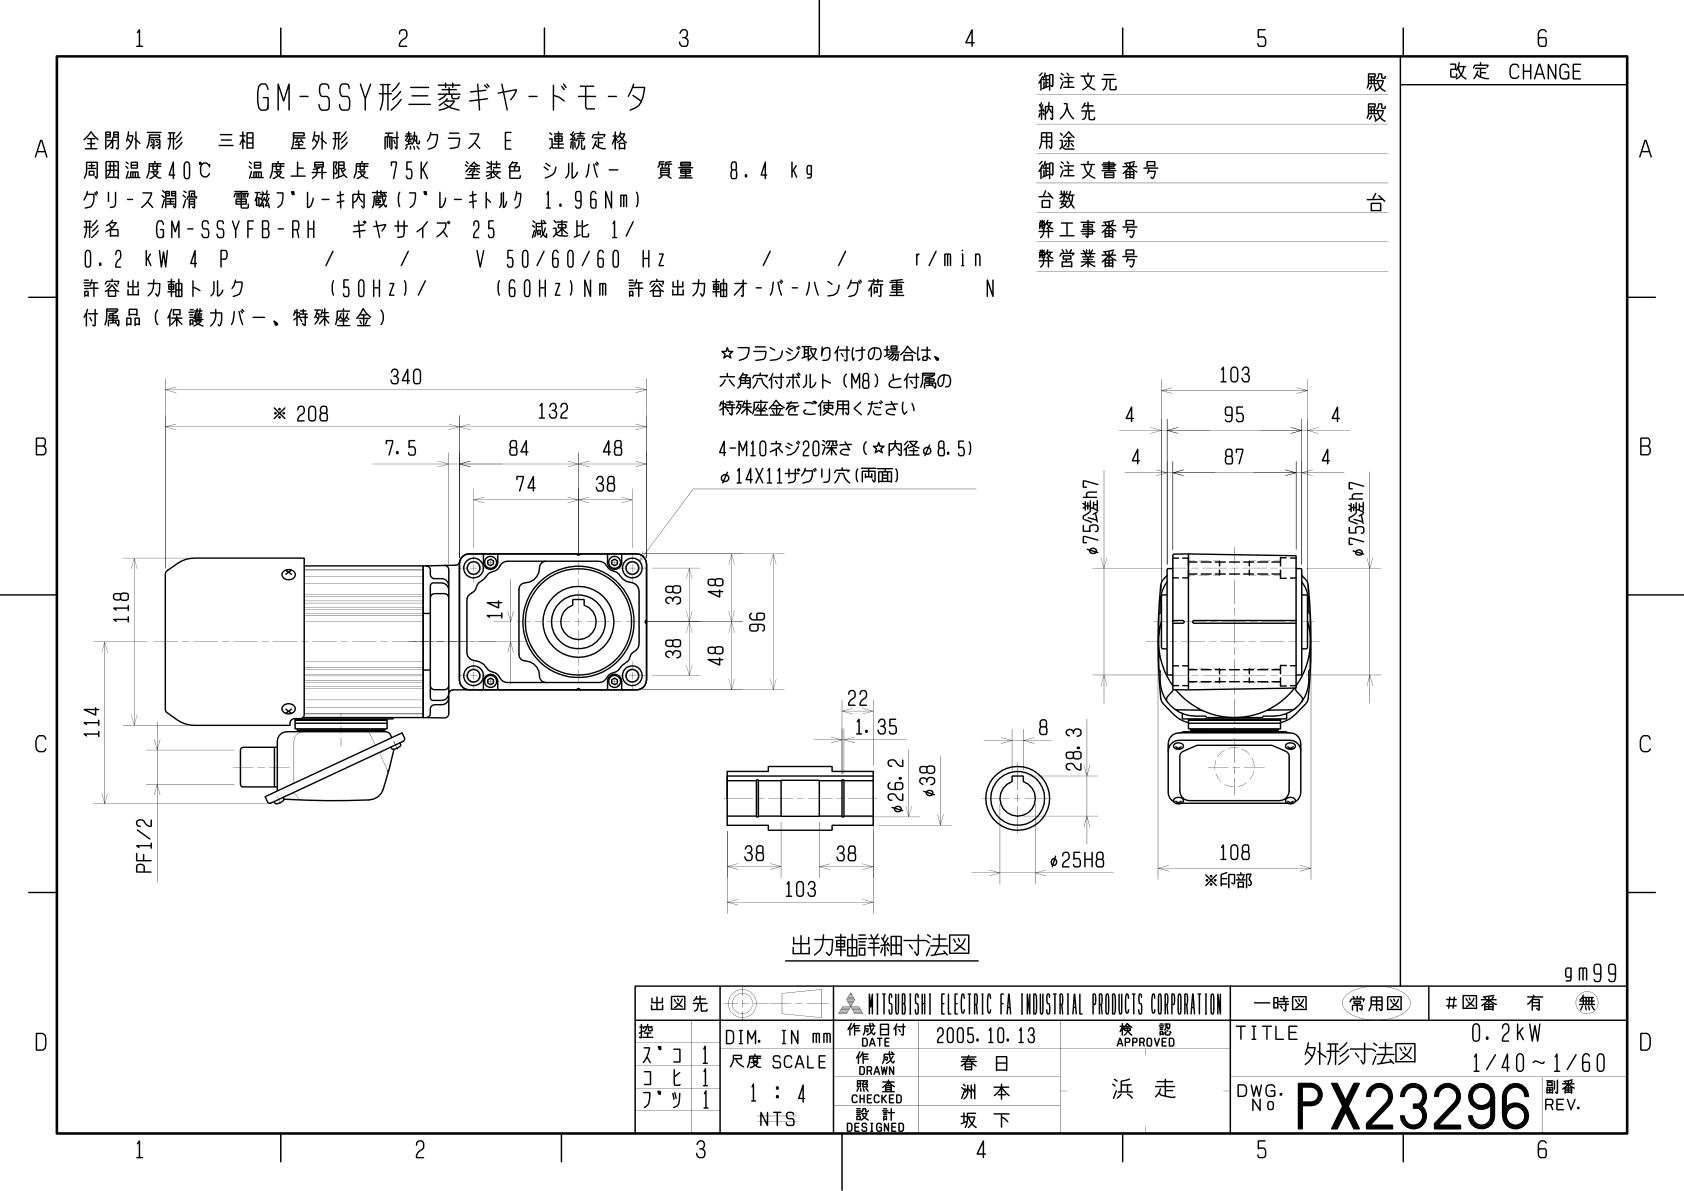 1 2 3 4 5 6
改定 CHANGE
GM-SSY形三菱ギヤードモータ
全閉外扇形 三相 屋外形 耐熱クラス E 連続定格
周囲温度40℃ 温度上昇限度 75K 塗装色 シルバー 質量 8.4 kg
グリース潤滑 電磁ﾌﾞﾚｰｷ内蔵(ﾌﾞﾚｰｷﾄﾙｸ 1.96Nm)
形名 GM-SSYFB-RH ギヤサイズ 25 減速比 1/
0.2 kW 4 P / / V 50/60/60 Hz / / r/min
許容出力軸トルク (50Hz)/ (60Hz)Nm 許容出力軸オーバーハング荷重 N
付属品(保護カバー、特殊座金)
御注文元 殿
納入先 殿
用途
御注文書番号
台数 台
弊工事番号
弊営業番号
A A
B B
C C
D D
☆フランジ取り付けの場合は、
六角穴付ボルト(M8)と付属の
特殊座金をご使用ください
4-M10ネジ20深さ(☆内径φ8.5)
φ14X11ザグリ穴(両面)
340
※ 208 132
7.5 84 48
74 38
118
114
PF1/2
14
38
38
48
48
96
103
4 95 4
4 87 4
φ75公差h7
φ75公差h7
108
※印部
22
1.35
φ26.2
φ38
38 38
103
8
28.3
φ25H8
出力軸詳細寸法図
gm99
出図先
控
ズコ 1
コヒ 1
ブツ 1
DIM. IN mm
尺度 SCALE
1 : 4
NTS
MITSUBISHI ELECTRIC FA INDUSTRIAL PRODUCTS CORPORATION
作成日付 DATE 2005.10.13
作成 DRAWN 春日
照査 CHECKED 洲本
設計 DESIGNED 坂下
検認 APPROVED
浜走
一時図 常用図 #図番 有 無
TITLE 外形寸法図
0.2kW
1/40~1/60
DWG. No PX23296
副番 REV.
1 2 3 4 5 6